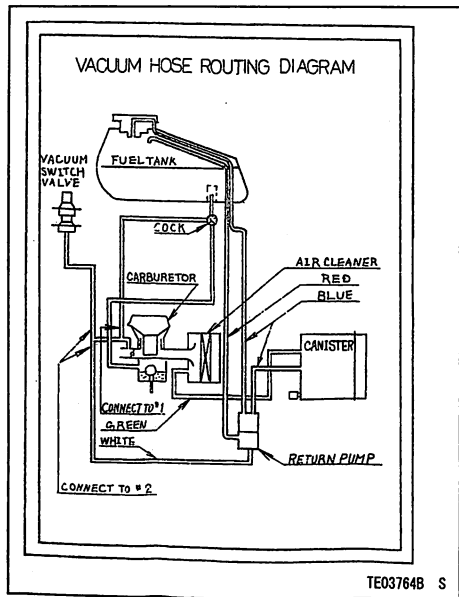 VACUUM HOSE ROUTING DIAGRAM
FUEL TANK
VACUUM
SWITCH
VALVE
COCK
AIR CLEANER
CARBURETOR
RED
BLUE
CANISTER
CONNECT TO #1
GREEN
WHITE
RETURN PUMP
CONNECT TO #2
TE03764B S